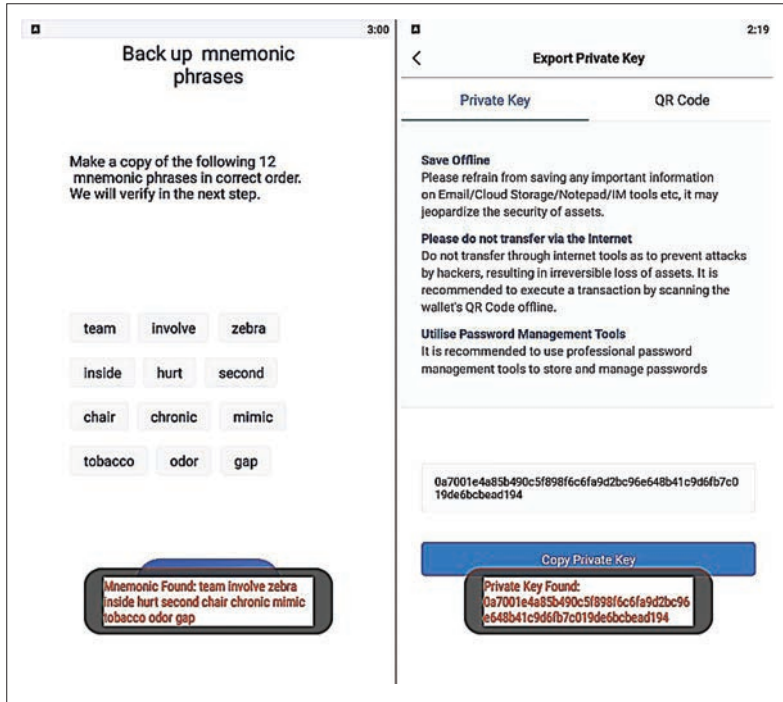 3:00
Back up mnemonic
phrases
Make a copy of the following 12
mnemonic phrases in correct order.
We will verify in the next step.
team involve zebra
inside hurt second
chair chronic mimic
tobacco odor gap
Mnemonic Found: team involve zebra
inside hurt second chair chronic mimic
tobacco odor gap
2:19
Export Private Key
Private Key QR Code
Save Offline
Please refrain from saving any important information
on Email/Cloud Storage/Notepad/IM tools etc, it may
jeopardize the security of assets.
Please do not transfer via the Internet
Do not transfer through internet tools as to prevent attacks
by hackers, resulting in irreversible loss of assets. It is
recommended to execute a transaction by scanning the
wallet's QR Code offline.
Utilise Password Management Tools
It is recommended to use professional password
management tools to store and manage passwords
0a7001e4a85b490c5f898f6c6fa9d2bc96e648b41c9d6fb7c0
19de6bcbead194
Copy Private Key
Private Key Found:
0a7001e4a85b490c5f898f6c6fa9d2bc96
e648b41c9d6fb7c019de6bcbead194